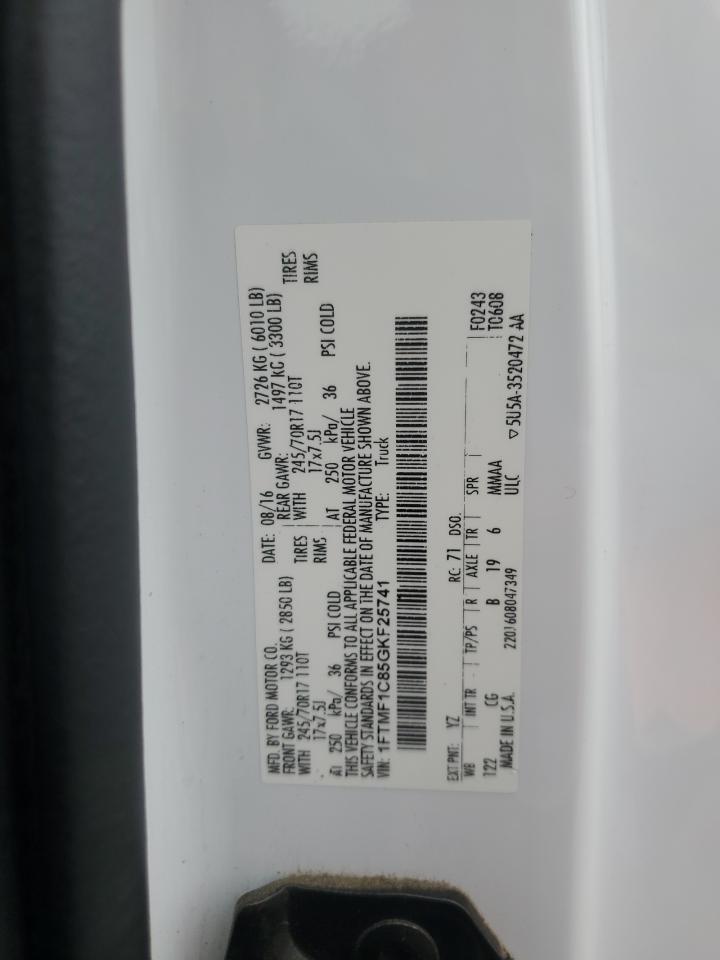 MFD. BY FORD MOTOR CO. DATE: 08/16 GVWR: 2726 KG ( 6010 LB)
FRONT GAWR: 1293 KG ( 2850 LB) REAR GAWR: 1497 KG ( 3300 LB)
WITH 245/70R17 110T TIRES WITH 245/70R17 110T TIRES
17x7.5J RIMS 17x7.5J RIMS
AT 250 kPa/ 36 PSI COLD AT 250 kPa/ 36 PSI COLD
THIS VEHICLE CONFORMS TO ALL APPLICABLE FEDERAL MOTOR VEHICLE
SAFETY STANDARDS IN EFFECT ON THE DATE OF MANUFACTURE SHOWN ABOVE.
VIN: 1FTMF1C85GKF25741 TYPE: Truck
EXT PNT: YZ RC: 71 DSO: F0243
WB INT TR TP/PS R AXLE TR SPR T0608
122 CG B 19 6 MMAA
MADE IN U.S.A. 2201608047349 ULC ▽5U5A-3520472 AA